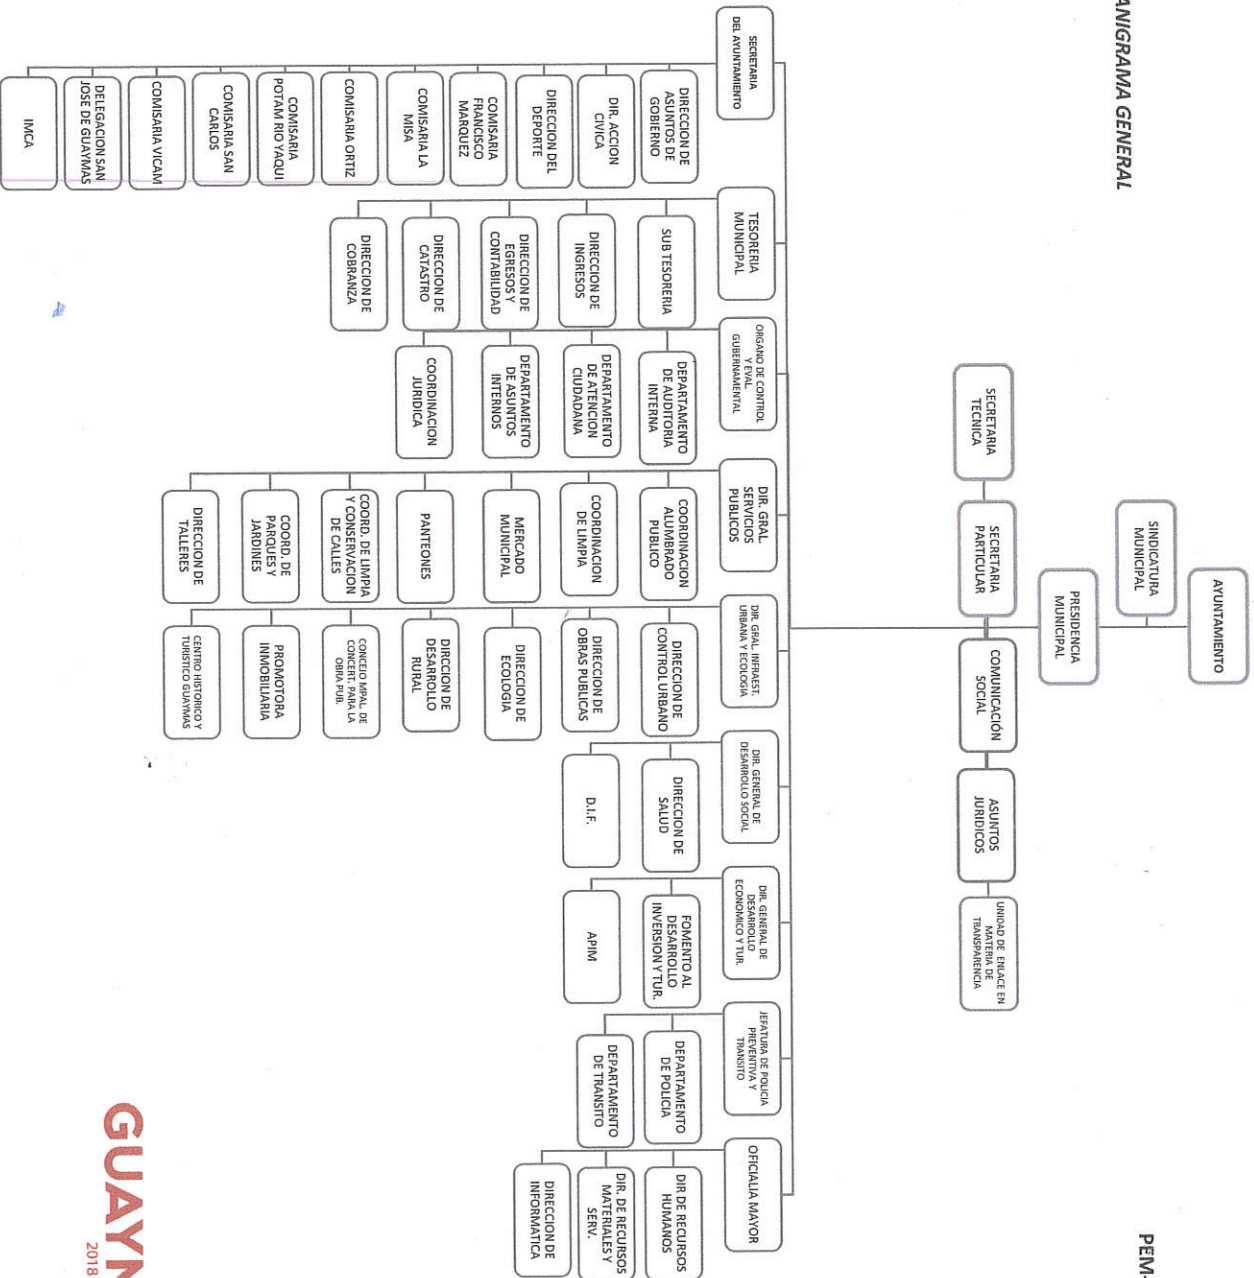 ANIGRAMA GENERAL
PEM-
AYUNTAMIENTO
SINDICATURA
MUNICIPAL
PRESIDENCIA
MUNICIPAL
SECRETARIA
TECNICA
SECRETARIA
PARTICULAR
COMUNICACIÓN
SOCIAL
ASUNTOS
JURIDICOS
UNIDAD DE ENLACE EN
MATERIA DE
TRANSPARENCIA
SECRETARIA
DEL AYUNTAMIENTO
DIRECCION DE
ASUNTOS DE
GOBIERNO
DIR. ACCION
CIVICA
DIRECCION DEL
DEPORTE
COMISARIA
FRANCISCO
MARQUEZ
COMISARIA LA
MISA
COMISARIA ORTIZ
COMISARIA
POTAM RIO YAQUI
COMISARIA SAN
CARLOS
COMISARIA VICAM
DELEGACION SAN
JOSE DE GUAYMAS
IMCA
TESORERIA
MUNICIPAL
SUB TESORERIA
DIRECCION DE
INGRESOS
DIRECCION DE
EGRESOS Y
CONTABILIDAD
DIRECCION DE
CATASTRO
DIRECCION DE
COBRANZA
ORGANO DE CONTROL
Y EVAL.
GUBERNAMENTAL
DEPARTAMENTO
DE AUDITORIA
INTERNA
DEPARTAMENTO
DE ATENCION
CIUDADANA
DEPARTAMENTO
DE ASUNTOS
INTERNOS
COORDINACION
JURIDICA
DIR. GRAL.
SERVICIOS
PUBLICOS
COORDINACION
ALUMBRADO
PUBLICO
COORDINACION
DE LIMPIA
MERCADO
MUNICIPAL
PANTEONES
COORD. DE LIMPIA
Y CONSERVACION
DE CALLES
COORD. DE
PARQUES Y
JARDINES
DIRECCION DE
TALLERES
DIR. GRAL. INFRAEST.
URBANA Y ECOLOGIA
DIRECCION DE
CONTROL URBANO
DIRECCION DE
OBRAS PUBLICAS
DIRECCION DE
ECOLOGIA
DIRCCION DE
DESARROLLO
RURAL
CONCEJO MPAL. DE
CONCERT. PARA LA
OBRA PUB.
PROMOTORA
INMOBILIARIA
CENTRO HISTORICO Y
TURISTICO GUAYMAS
DIR. GENERAL DE
DESARROLLO SOCIAL
DIRECCION DE
SALUD
D.I.F.
DIR. GENERAL DE
DESARROLLO
ECONOMICO Y TUR.
FOMENTO AL
DESARROLLO
INVERSION Y TUR.
APIM
JEFATURA DE POLICIA
PREVENTIVA Y
TRANSITO
DEPARTAMENTO
DE POLICIA
DEPARTAMENTO
DE TRANSITO
OFICIALIA MAYOR
DIR DE RECURSOS
HUMANOS
DIR. DE RECURSOS
MATERIALES Y
SERV.
DIRECCION DE
INFORMATICA
GUAYM
2018